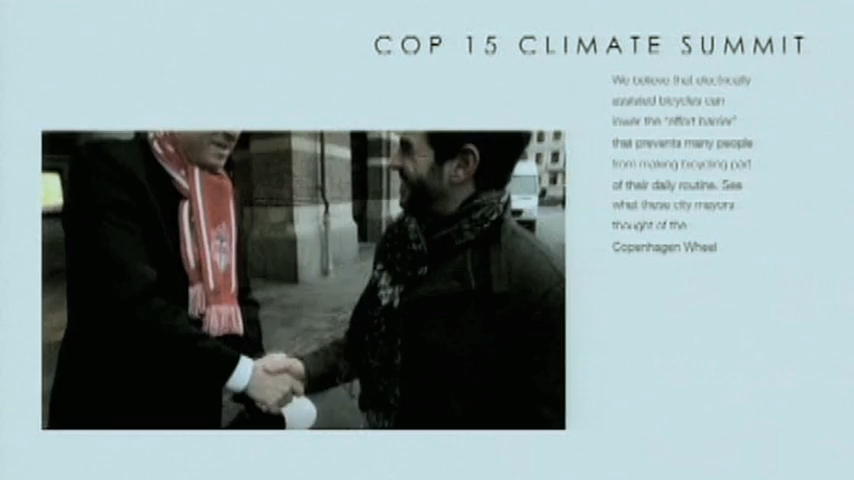 COP 15 CLIMATE SUMMIT
We believe that electrically
assisted bicycles can
lower the "effort barrier"
that prevents many people
from making bicycling part
of their daily routine. See
what these city mayors
thought of the
Copenhagen Wheel